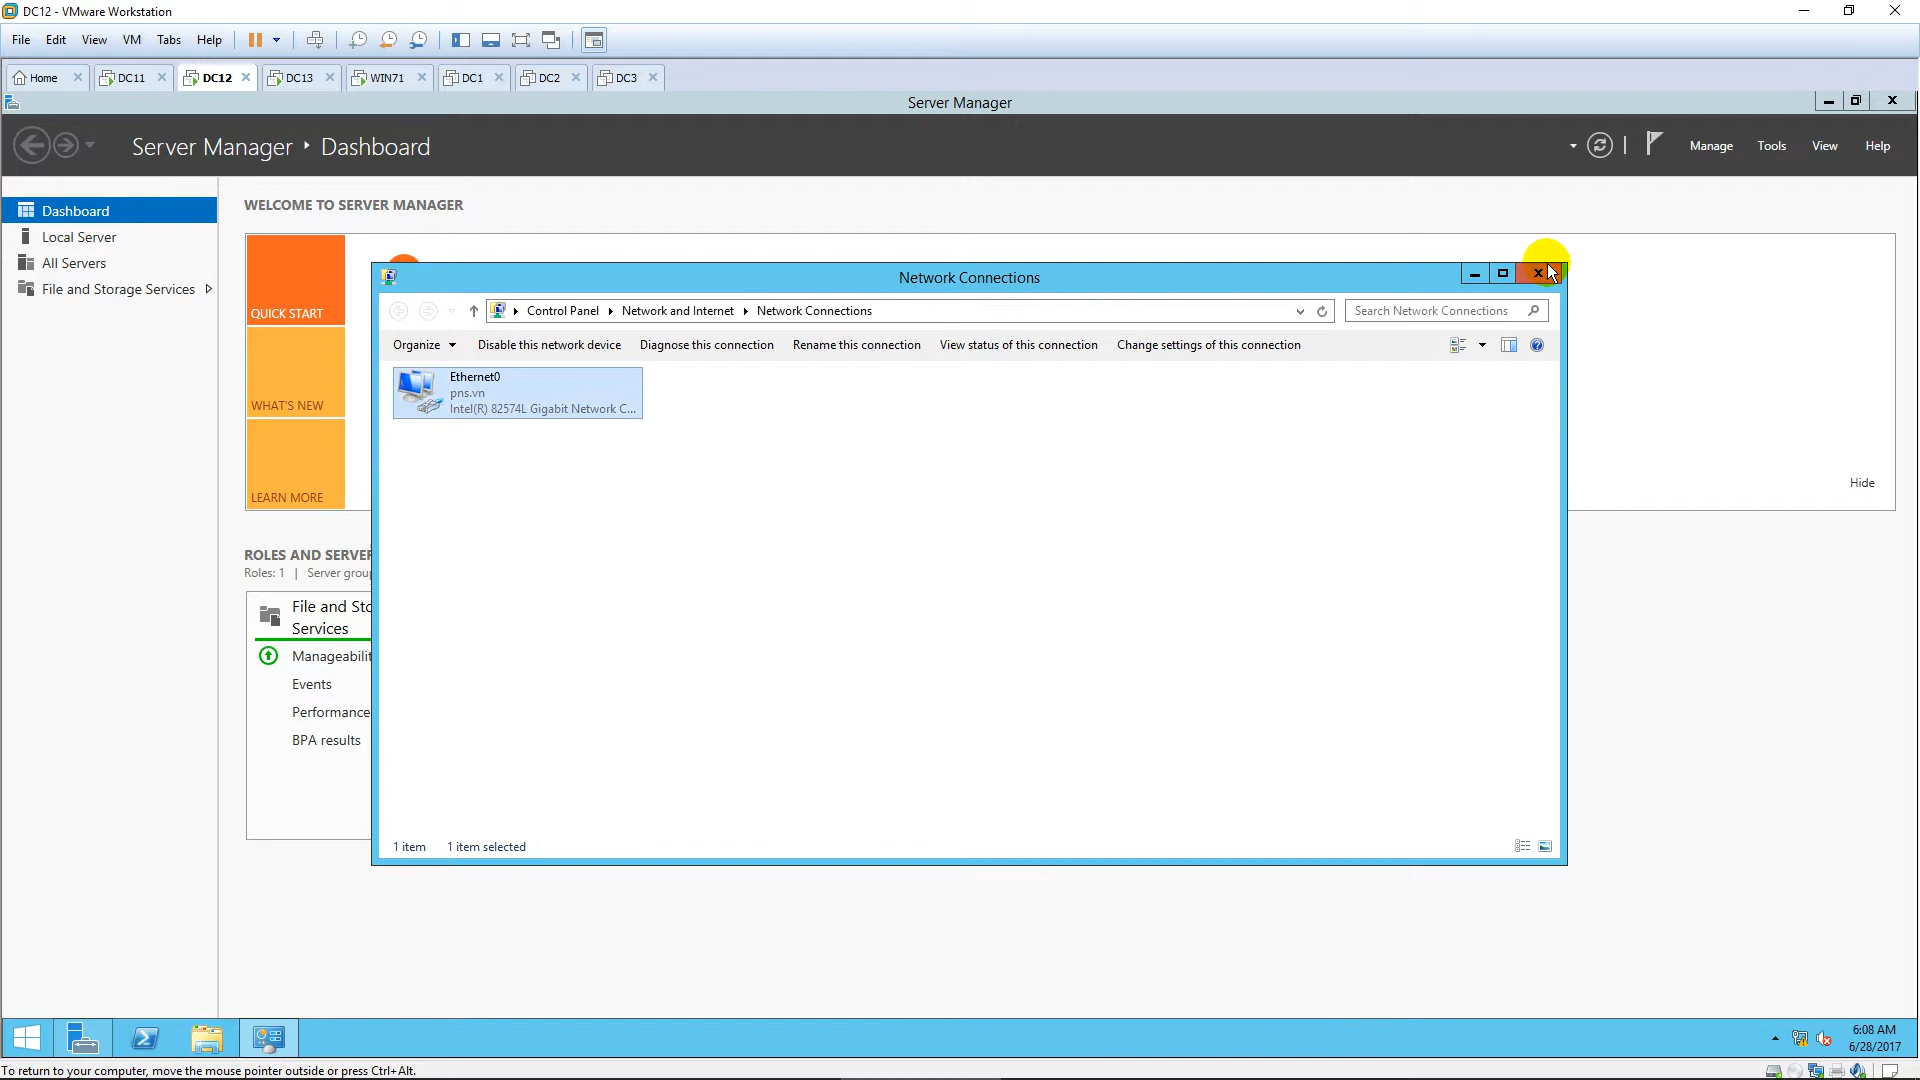 DC12 - VMware Workstation
File Edit View VM Tabs Help
Home DC11 DC12 DC13 WIN71 DC1 DC2 DC3
Server Manager
Server Manager Dashboard
Manage Tools View Help
Dashboard
Local Server
All Servers
File and Storage Services
WELCOME TO SERVER MANAGER
QUICK START
WHAT'S NEW
LEARN MORE
Hide
Network Connections
Control Panel Network and Internet Network Connections
Search Network Connections
Organize Disable this network device Diagnose this connection Rename this connection View status of this connection Change settings of this connection
Ethernet0
pns.vn
Intel(R) 82574L Gigabit Network C...
1 item 1 item selected
ROLES AND SERVER
Roles: 1 | Server group
File and Sto
Services
Manageabilit
Events
Performance
BPA results
6:08 AM
6/28/2017
To return to your computer, move the mouse pointer outside or press Ctrl+Alt.